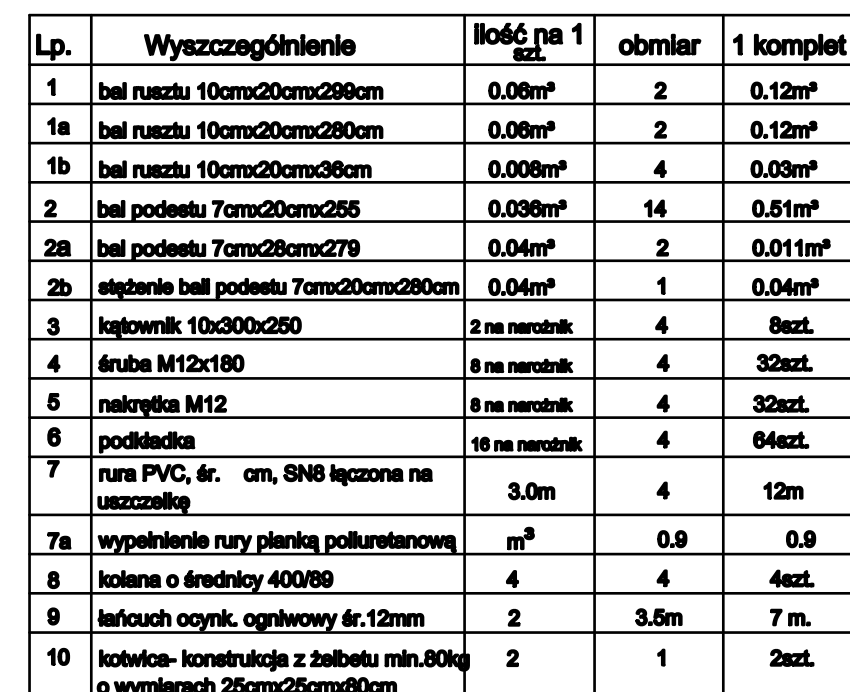 Lp. Wyszczególnienie ilość na 1 szt. obmiar 1 komplet
1 bal rusztu 10cmx20cmx299cm 0.06m³ 2 0.12m³
1a bal rusztu 10cmx20cmx280cm 0.06m³ 2 0.12m³
1b bal rusztu 10cmx20cmx36cm 0.008m³ 4 0.03m³
2 bal podestu 7cmx20cmx255 0.036m³ 14 0.51m³
2a bal podestu 7cmx28cmx279 0.04m³ 2 0.011m³
2b stężenie bali podestu 7cmx20cmx280cm 0.04m³ 1 0.04m³
3 kątownik 10x300x250 2 na narożnik 4 8szt.
4 śruba M12x180 8 na narożnik 4 32szt.
5 nakrętka M12 8 na narożnik 4 32szt.
6 podkładka 16 na narożnik 4 64szt.
7 rura PVC, śr. cm, SN8 łączona na
uszczelkę 3.0m 4 12m
7a wypełnienie rury pianką poliuretanową m³ 0.9 0.9
8 kolana o średnicy 400/89 4 4 4szt.
9 łańcuch ocynk. ogniwowy śr.12mm 2 3.5m 7 m.
10 kotwica- konstrukcja z żelbetu min.80kg 2 1 2szt.
o wymiarach 25cmx25cmx80cm